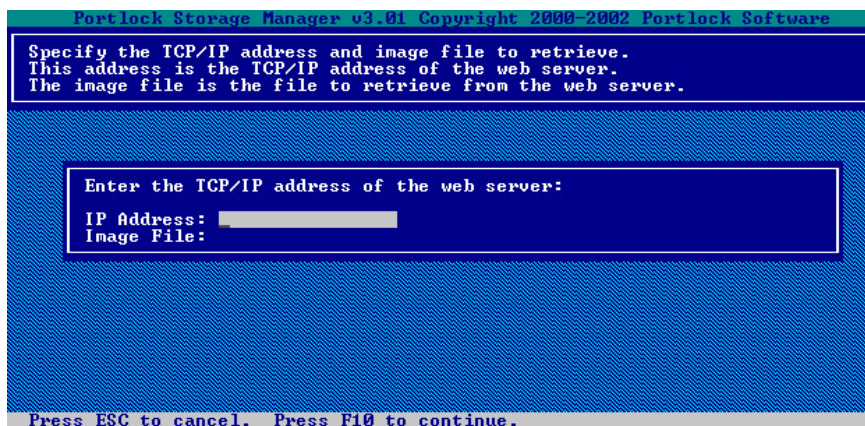 Portlock Storage Manager v3.01 Copyright 2000-2002 Portlock Software
Specify the TCP/IP address and image file to retrieve.
This address is the TCP/IP address of the web server.
The image file is the file to retrieve from the web server.
Enter the TCP/IP address of the web server:
IP Address:
Image File:
Press ESC to cancel. Press F10 to continue.